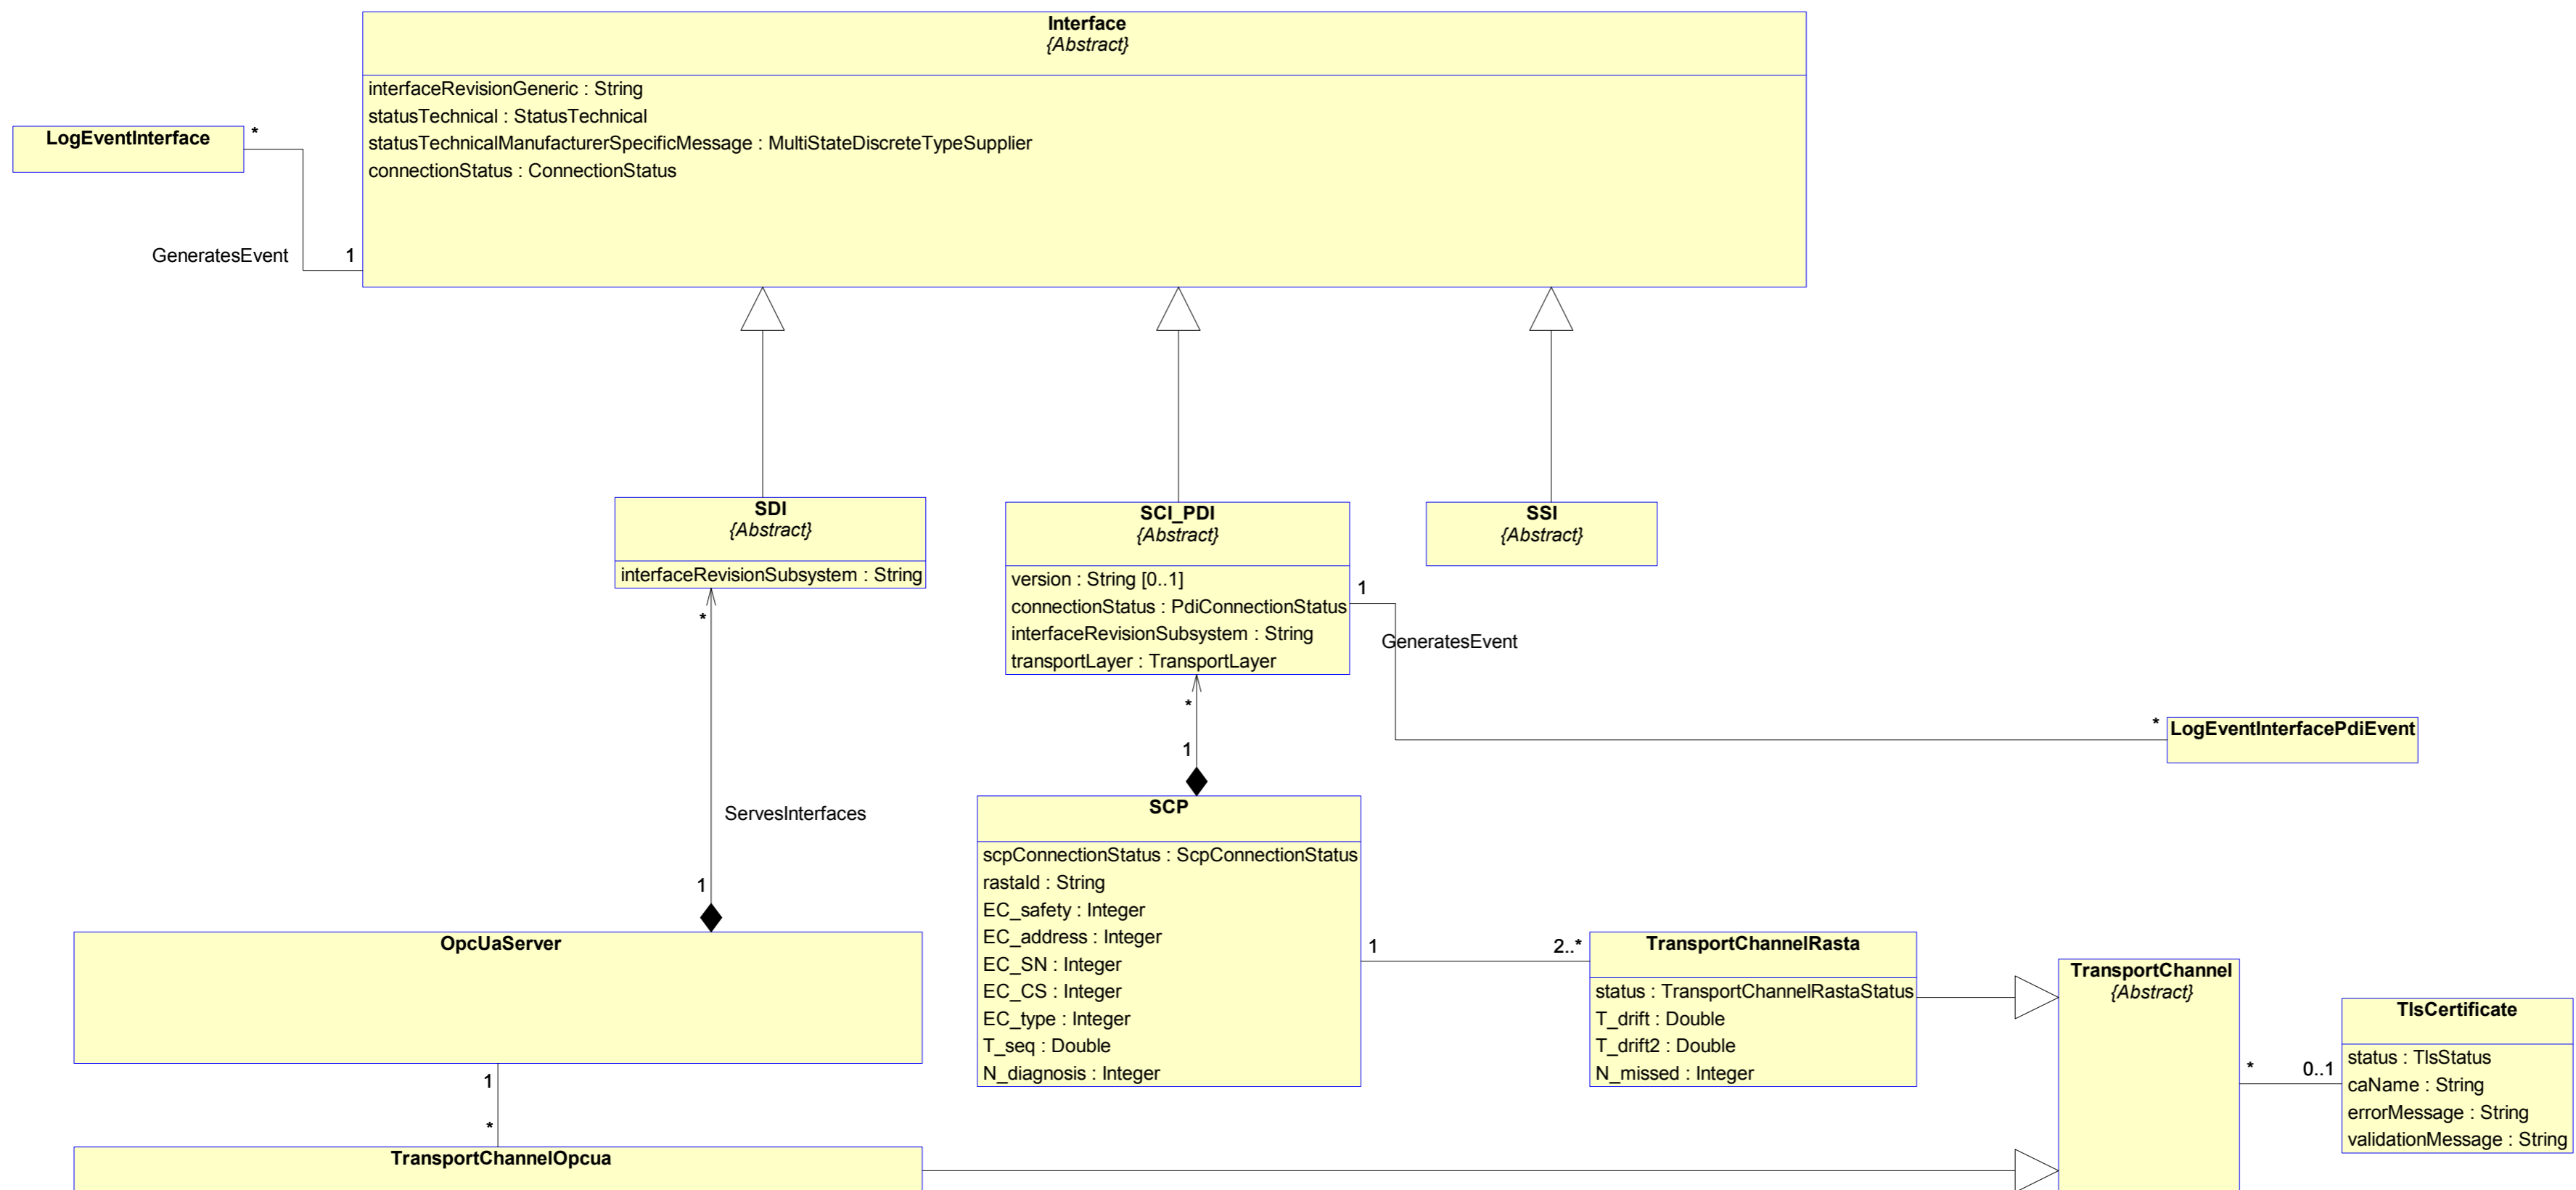 Interface
{Abstract}
interfaceRevisionGeneric : String
statusTechnical : StatusTechnical
statusTechnicalManufacturerSpecificMessage : MultiStateDiscreteTypeSupplier
connectionStatus : ConnectionStatus
LogEventInterface
*
GeneratesEvent
1
SDI
{Abstract}
interfaceRevisionSubsystem : String
SCI_PDI
{Abstract}
version : String [0..1]
connectionStatus : PdiConnectionStatus
interfaceRevisionSubsystem : String
transportLayer : TransportLayer
SSI
{Abstract}
1
GeneratesEvent
*
LogEventInterfacePdiEvent
*
ServesInterfaces
1
*
1
SCP
scpConnectionStatus : ScpConnectionStatus
rastaId : String
EC_safety : Integer
EC_address : Integer
EC_SN : Integer
EC_CS : Integer
EC_type : Integer
T_seq : Double
N_diagnosis : Integer
1
2..*
TransportChannelRasta
status : TransportChannelRastaStatus
T_drift : Double
T_drift2 : Double
N_missed : Integer
TransportChannel
{Abstract}
*
0..1
TlsCertificate
status : TlsStatus
caName : String
errorMessage : String
validationMessage : String
OpcUaServer
1
*
TransportChannelOpcua